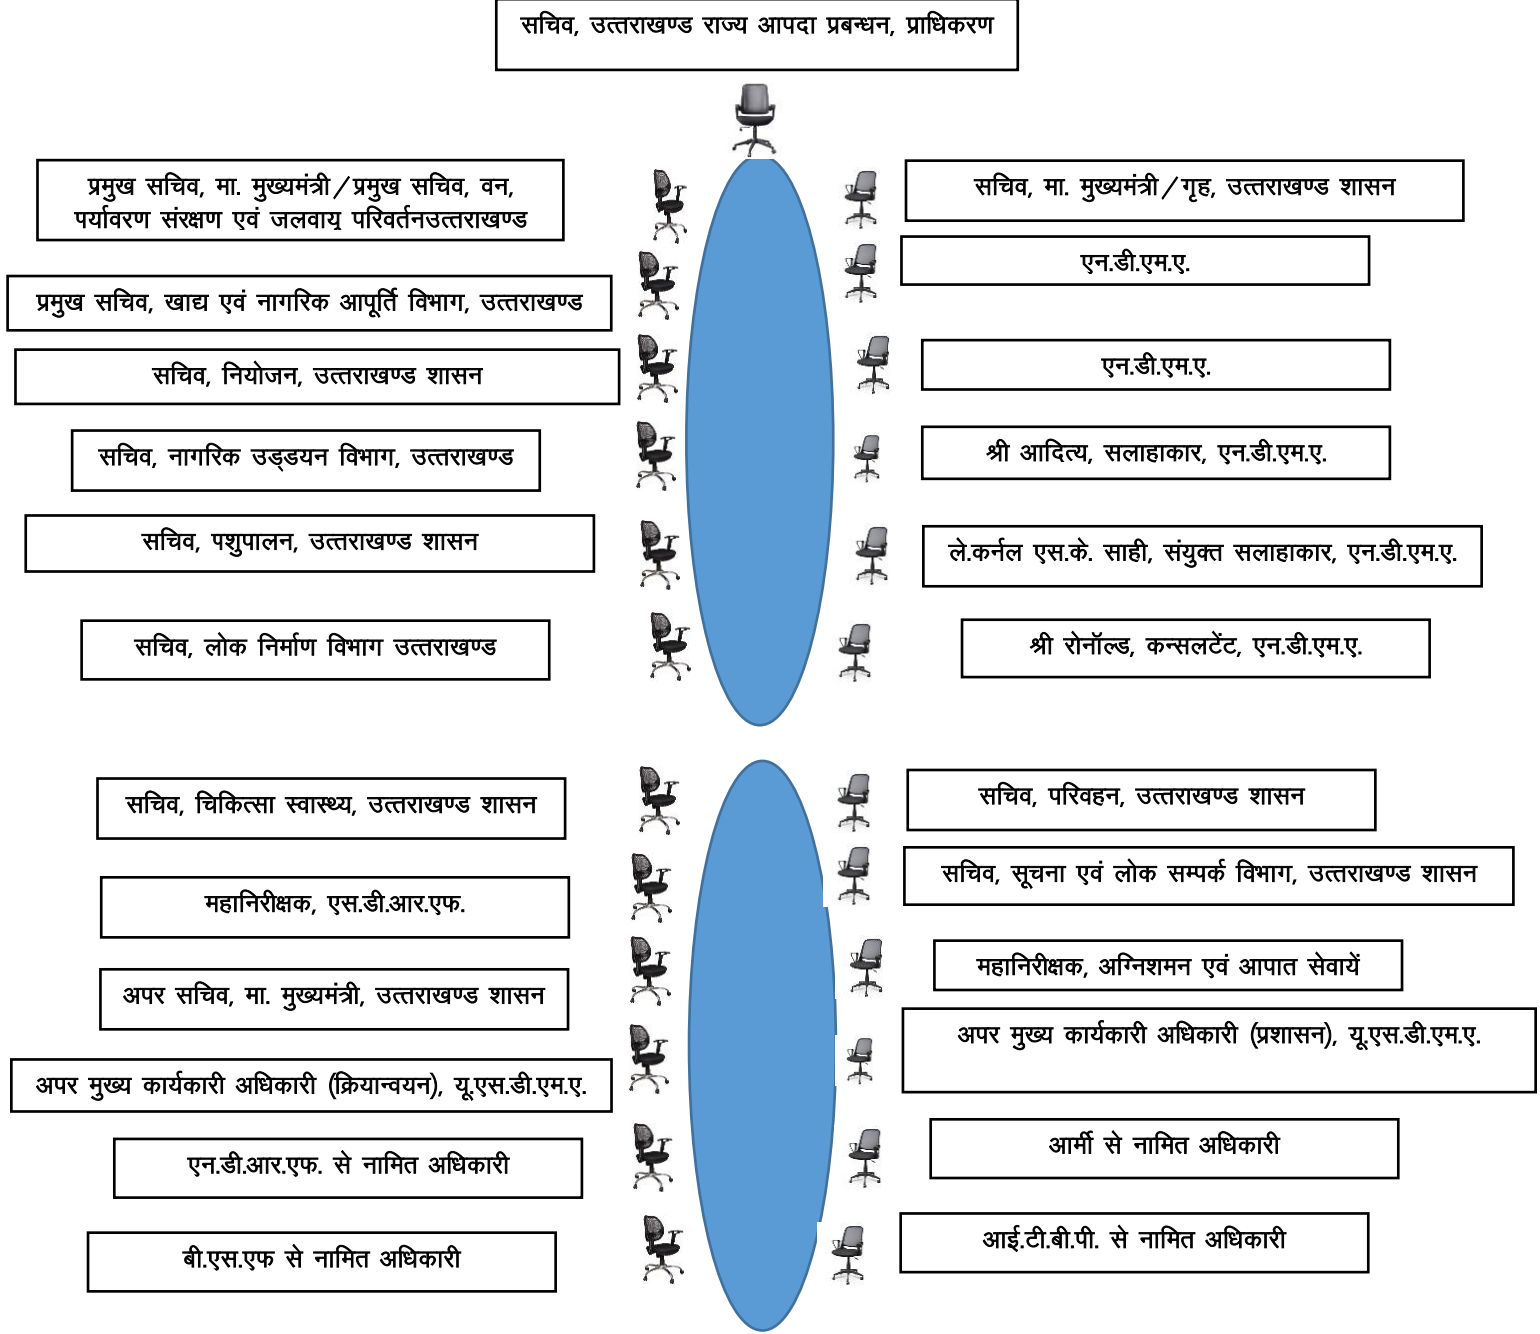 सचिव, उत्तराखण्ड राज्य आपदा प्रबन्धन, प्राधिकरण
प्रमुख सचिव, मा. मुख्यमंत्री/प्रमुख सचिव, वन,
पर्यावरण संरक्षण एवं जलवायु परिवर्तनउत्तराखण्ड
प्रमुख सचिव, खाद्य एवं नागरिक आपूर्ति विभाग, उत्तराखण्ड
सचिव, नियोजन, उत्तराखण्ड शासन
सचिव, नागरिक उड्डयन विभाग, उत्तराखण्ड
सचिव, पशुपालन, उत्तराखण्ड शासन
सचिव, लोक निर्माण विभाग उत्तराखण्ड
सचिव, मा. मुख्यमंत्री/गृह, उत्तराखण्ड शासन
एन.डी.एम.ए.
एन.डी.एम.ए.
श्री आदित्य, सलाहाकार, एन.डी.एम.ए.
ले.कर्नल एस.के. साही, संयुक्त सलाहाकार, एन.डी.एम.ए.
श्री रोनॉल्ड, कन्सलटेंट, एन.डी.एम.ए.
सचिव, चिकित्सा स्वास्थ्य, उत्तराखण्ड शासन
महानिरीक्षक, एस.डी.आर.एफ.
अपर सचिव, मा. मुख्यमंत्री, उत्तराखण्ड शासन
अपर मुख्य कार्यकारी अधिकारी (क्रियान्वयन), यू.एस.डी.एम.ए.
एन.डी.आर.एफ. से नामित अधिकारी
बी.एस.एफ से नामित अधिकारी
सचिव, परिवहन, उत्तराखण्ड शासन
सचिव, सूचना एवं लोक सम्पर्क विभाग, उत्तराखण्ड शासन
महानिरीक्षक, अग्निशमन एवं आपात सेवायें
अपर मुख्य कार्यकारी अधिकारी (प्रशासन), यू.एस.डी.एम.ए.
आर्मी से नामित अधिकारी
आई.टी.बी.पी. से नामित अधिकारी